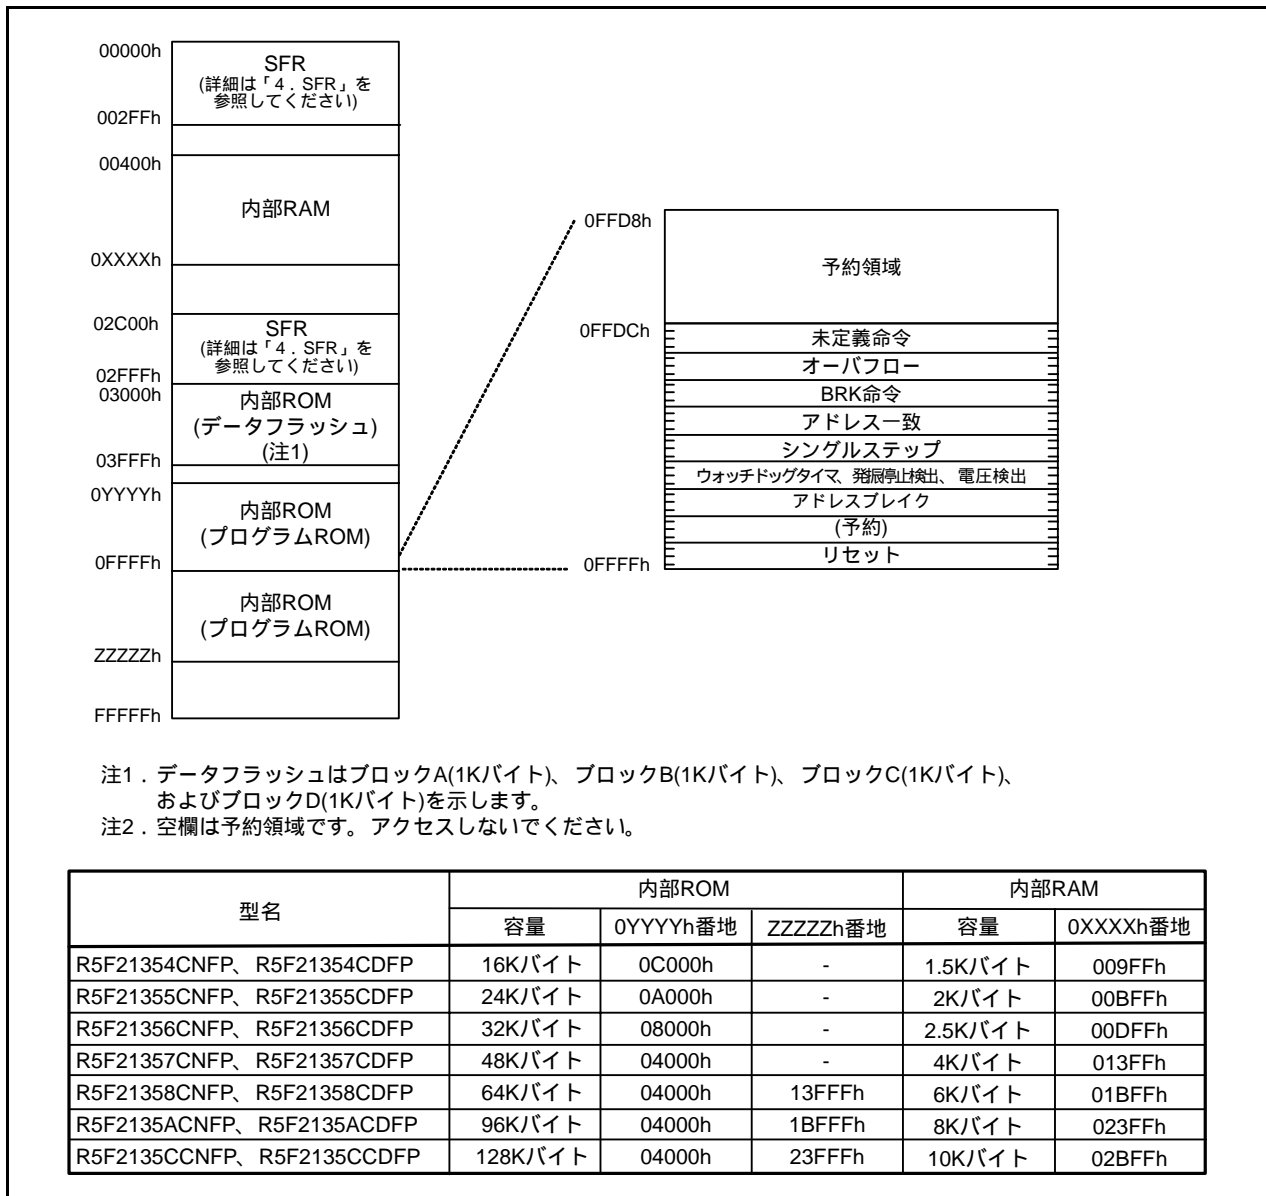 00000h
SFR
(詳細は「4．SFR」を
参照してください)
002FFh
00400h
内部RAM
0XXXXh
02C00h
SFR
(詳細は「4．SFR」を
参照してください)
02FFFh
03000h
内部ROM
(データフラッシュ)
(注1)
03FFFh
0YYYYh
内部ROM
(プログラムROM)
0FFFFh
内部ROM
(プログラムROM)
ZZZZZh
FFFFFh
0FFD8h
予約領域
0FFDCh
未定義命令
オーバフロー
BRK命令
アドレス一致
シングルステップ
ウォッチドッグタイマ、発振停止検出、電圧検出
アドレスブレイク
(予約)
リセット
0FFFFh
注1．データフラッシュはブロックA(1Kバイト)、ブロックB(1Kバイト)、ブロックC(1Kバイト)、
およびブロックD(1Kバイト)を示します。
注2．空欄は予約領域です。アクセスしないでください。
型名 内部ROM 内部RAM
容量 0YYYYh番地 ZZZZZh番地 容量 0XXXXh番地
R5F21354CNFP、R5F21354CDFP 16Kバイト 0C000h - 1.5Kバイト 009FFh
R5F21355CNFP、R5F21355CDFP 24Kバイト 0A000h - 2Kバイト 00BFFh
R5F21356CNFP、R5F21356CDFP 32Kバイト 08000h - 2.5Kバイト 00DFFh
R5F21357CNFP、R5F21357CDFP 48Kバイト 04000h - 4Kバイト 013FFh
R5F21358CNFP、R5F21358CDFP 64Kバイト 04000h 13FFFh 6Kバイト 01BFFh
R5F2135ACNFP、R5F2135ACDFP 96Kバイト 04000h 1BFFFh 8Kバイト 023FFh
R5F2135CCNFP、R5F2135CCDFP 128Kバイト 04000h 23FFFh 10Kバイト 02BFFh